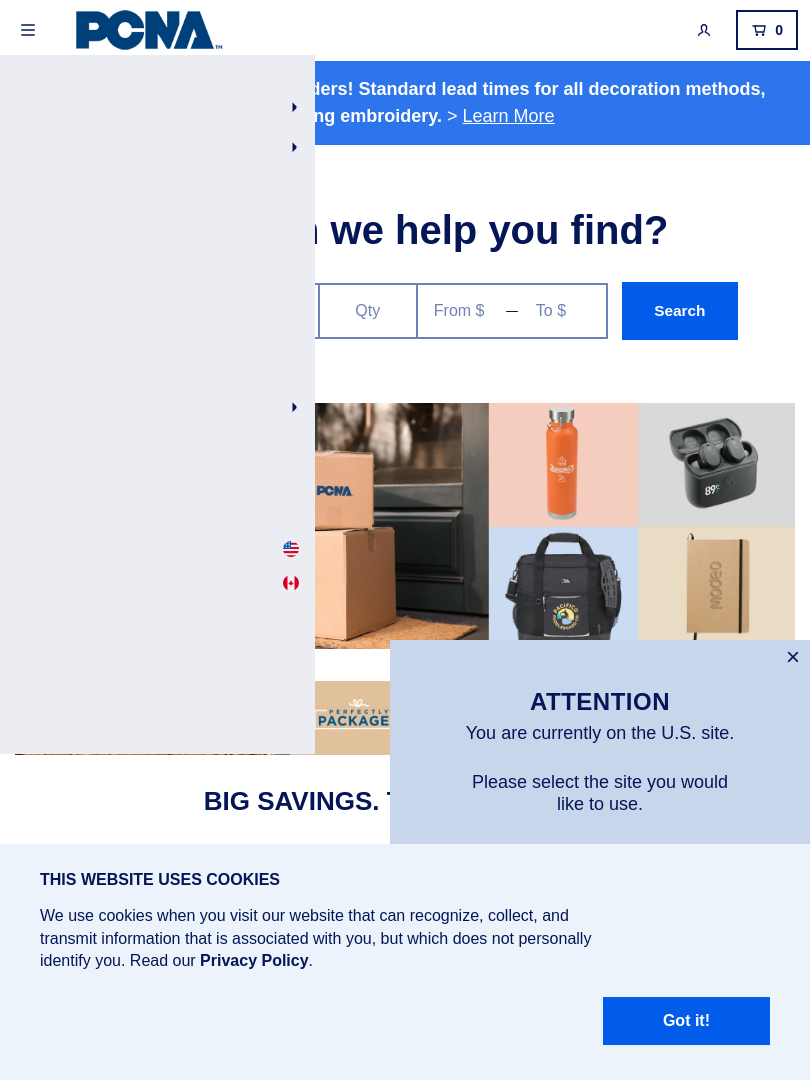 PCNA™
0
ders! Standard lead times for all decoration methods,
ng embroidery. > Learn More
we help you find?
Qty
From $ — To $
Search
PCNA
89%
PACIFICO
MODEO
PERFECTLY
PACKAGE
×
ATTENTION
You are currently on the U.S. site.
Please select the site you would
like to use.
BIG SAVINGS.
THIS WEBSITE USES COOKIES
We use cookies when you visit our website that can recognize, collect, and
transmit information that is associated with you, but which does not personally
identify you. Read our Privacy Policy.
Got it!